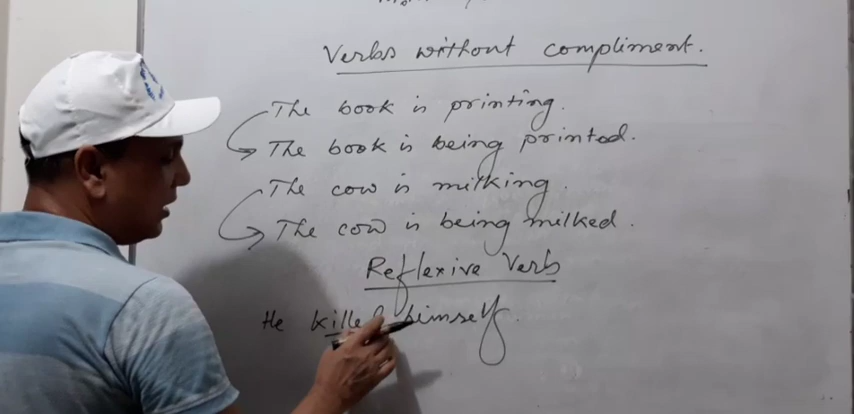 Verbs without compliment.
The book is printing.
The book is being printed.
The cow is milking.
The cow is being milked.
Reflexive Verb
He killed himself.